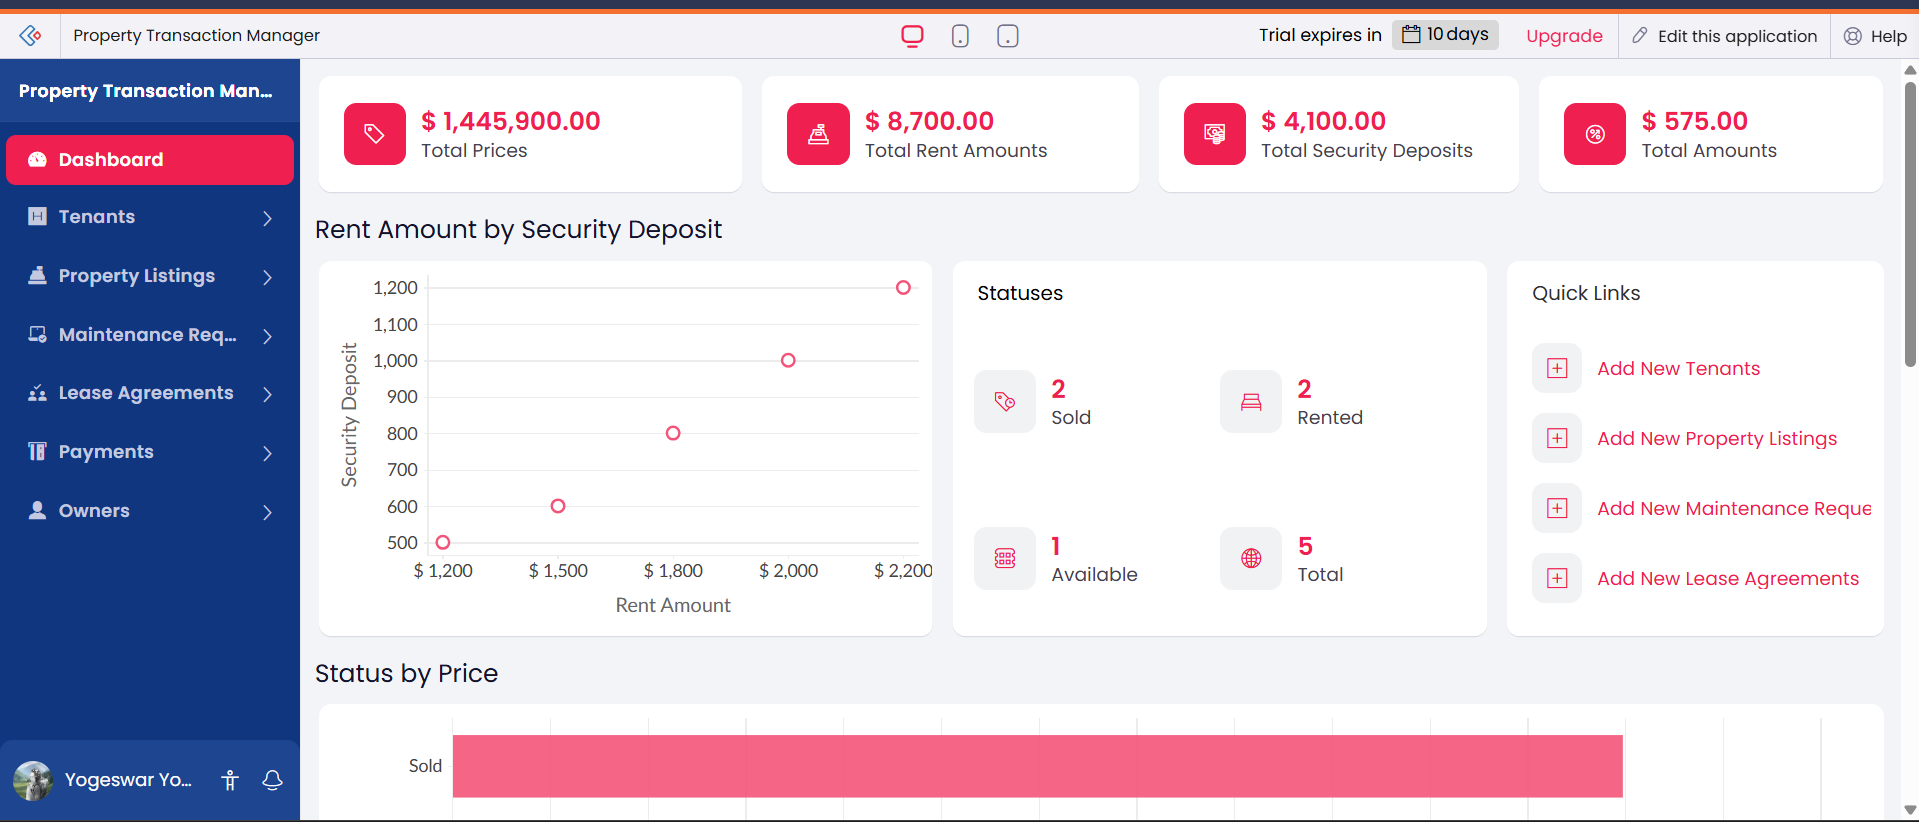 Property Transaction Manager
Trial expires in
10 days
Upgrade
Edit this application
Help
Property Transaction Man...
Dashboard
Tenants
Property Listings
Maintenance Req...
Lease Agreements
Payments
Owners
Yogeswar Yo...
$ 1,445,900.00
Total Prices
$ 8,700.00
Total Rent Amounts
$ 4,100.00
Total Security Deposits
$ 575.00
Total Amounts
Rent Amount by Security Deposit
Security Deposit
1,200
1,100
1,000
900
800
700
600
500
$ 1,200
$ 1,500
$ 1,800
$ 2,000
$ 2,200
Rent Amount
Statuses
2
Sold
2
Rented
1
Available
5
Total
Quick Links
Add New Tenants
Add New Property Listings
Add New Maintenance Reque
Add New Lease Agreements
Status by Price
Sold